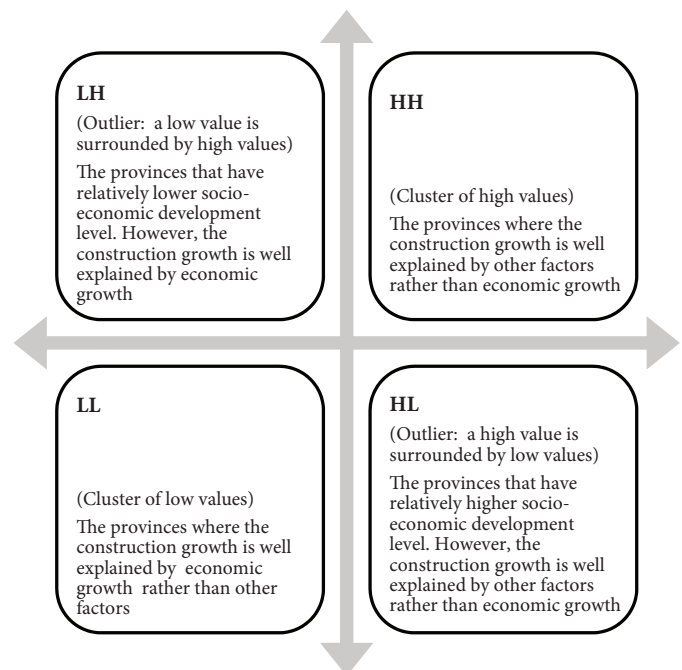 LH
(Outlier: a low value is
surrounded by high values)
The provinces that have
relatively lower socio-
economic development
level. However, the
construction growth is well
explained by economic
growth
HH
(Cluster of high values)
The provinces where the
construction growth is well
explained by other factors
rather than economic growth
LL
(Cluster of low values)
The provinces where the
construction growth is well
explained by economic
growth rather than other
factors
HL
(Outlier: a high value is
surrounded by low values)
The provinces that have
relatively higher socio-
economic development
level. However, the
construction growth is well
explained by other factors
rather than economic growth